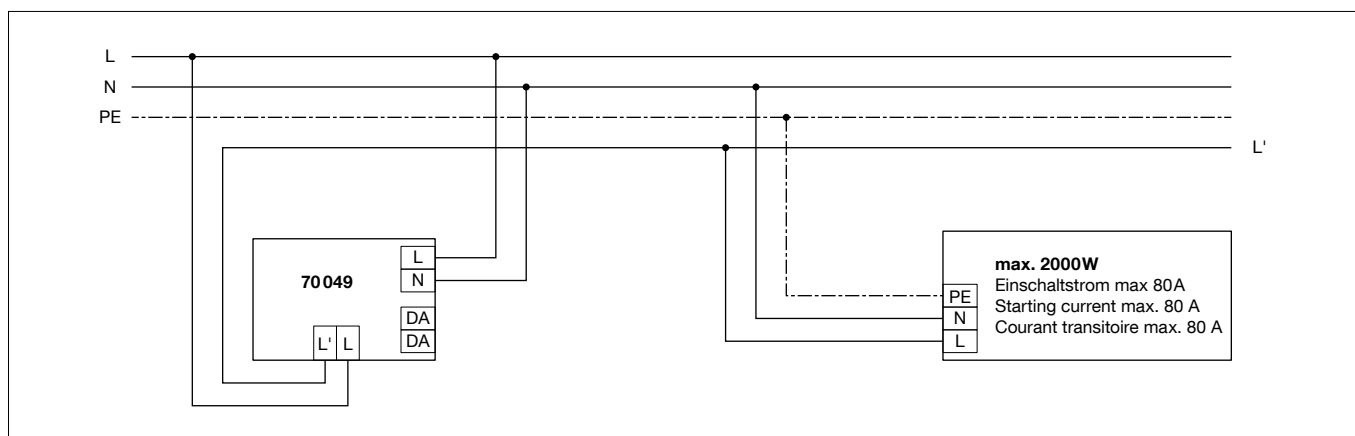 L
N
PE
L'
70049
L
N
DA
DA
L' L
max. 2000W
Einschaltstrom max 80A
Starting current max. 80 A
Courant transitoire max. 80 A
PE
N
L